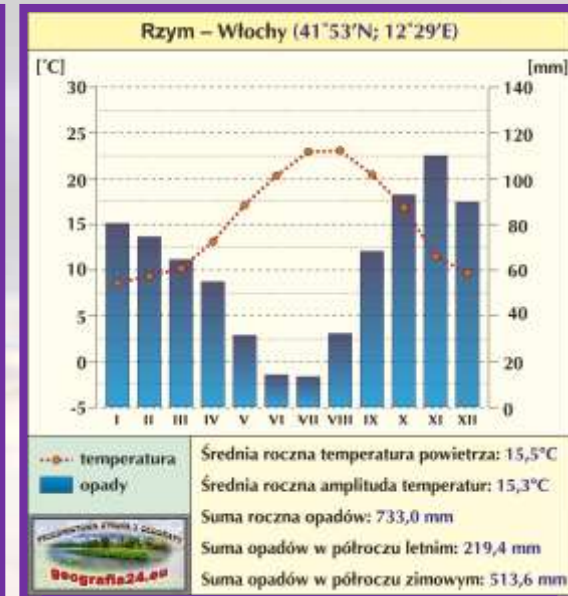 Rzym – Włochy (41°53'N; 12°29'E)
[°C] [mm]
30 140
25 120
20 100
15 80
10 60
5 40
0 20
-5 0
I II III IV V VI VII VIII IX X XI XII
temperatura
opady
Średnia roczna temperatura powietrza: 15,5°C
Średnia roczna amplituda temperatur: 15,3°C
Suma roczna opadów: 733,0 mm
Suma opadów w półroczu letnim: 219,4 mm
Suma opadów w półroczu zimowym: 513,6 mm
geografia24.eu